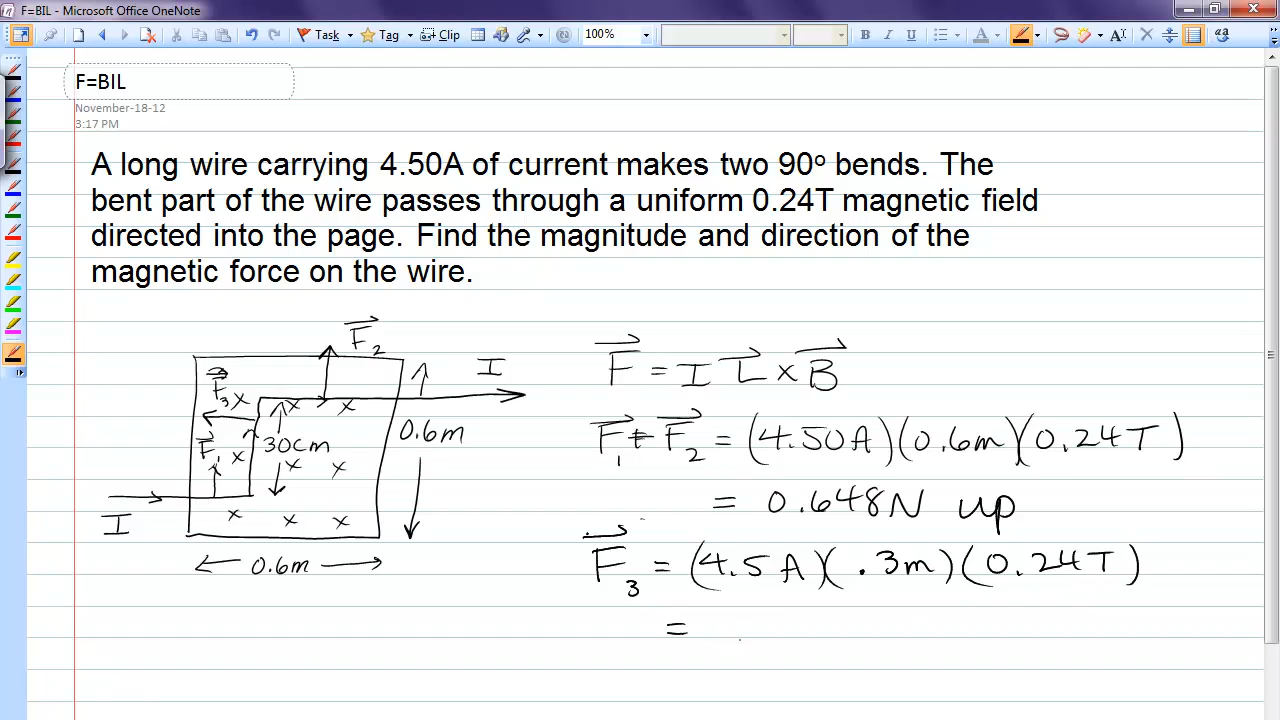 F=BIL - Microsoft Office OneNote
Task Tag Clip 100%
F=BIL
November-18-12
3:17 PM
A long wire carrying 4.50A of current makes two 90° bends. The
bent part of the wire passes through a uniform 0.24T magnetic field
directed into the page. Find the magnitude and direction of the
magnetic force on the wire.
F₂
I
F₃ x x x
0.6m
30cm
F₁ x x x
I
x x x
0.6m
F = I L x B
F₁ + F₂ = (4.50A)(0.6m)(0.24T)
= 0.648N up
F₃ = (4.5A)(.3m)(0.24T)
=